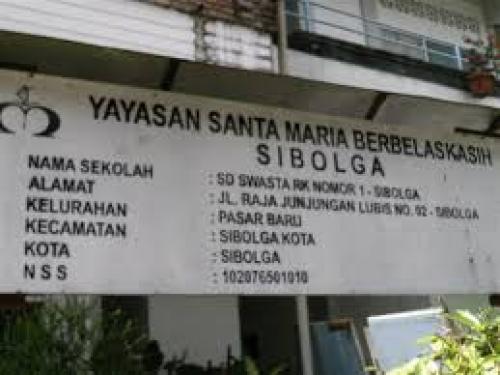 YAYASAN SANTA MARIA BERBELASKASIH
SIBOLGA
NAMA SEKOLAH : SD SWASTA RK NOMOR 1 - SIBOLGA
ALAMAT : JL. RAJA JUNJUNGAN LUBIS NO. 02 - SIBOLGA
KELURAHAN : PASAR BARU
KECAMATAN : SIBOLGA KOTA
KOTA : SIBOLGA
NSS : 102076501010